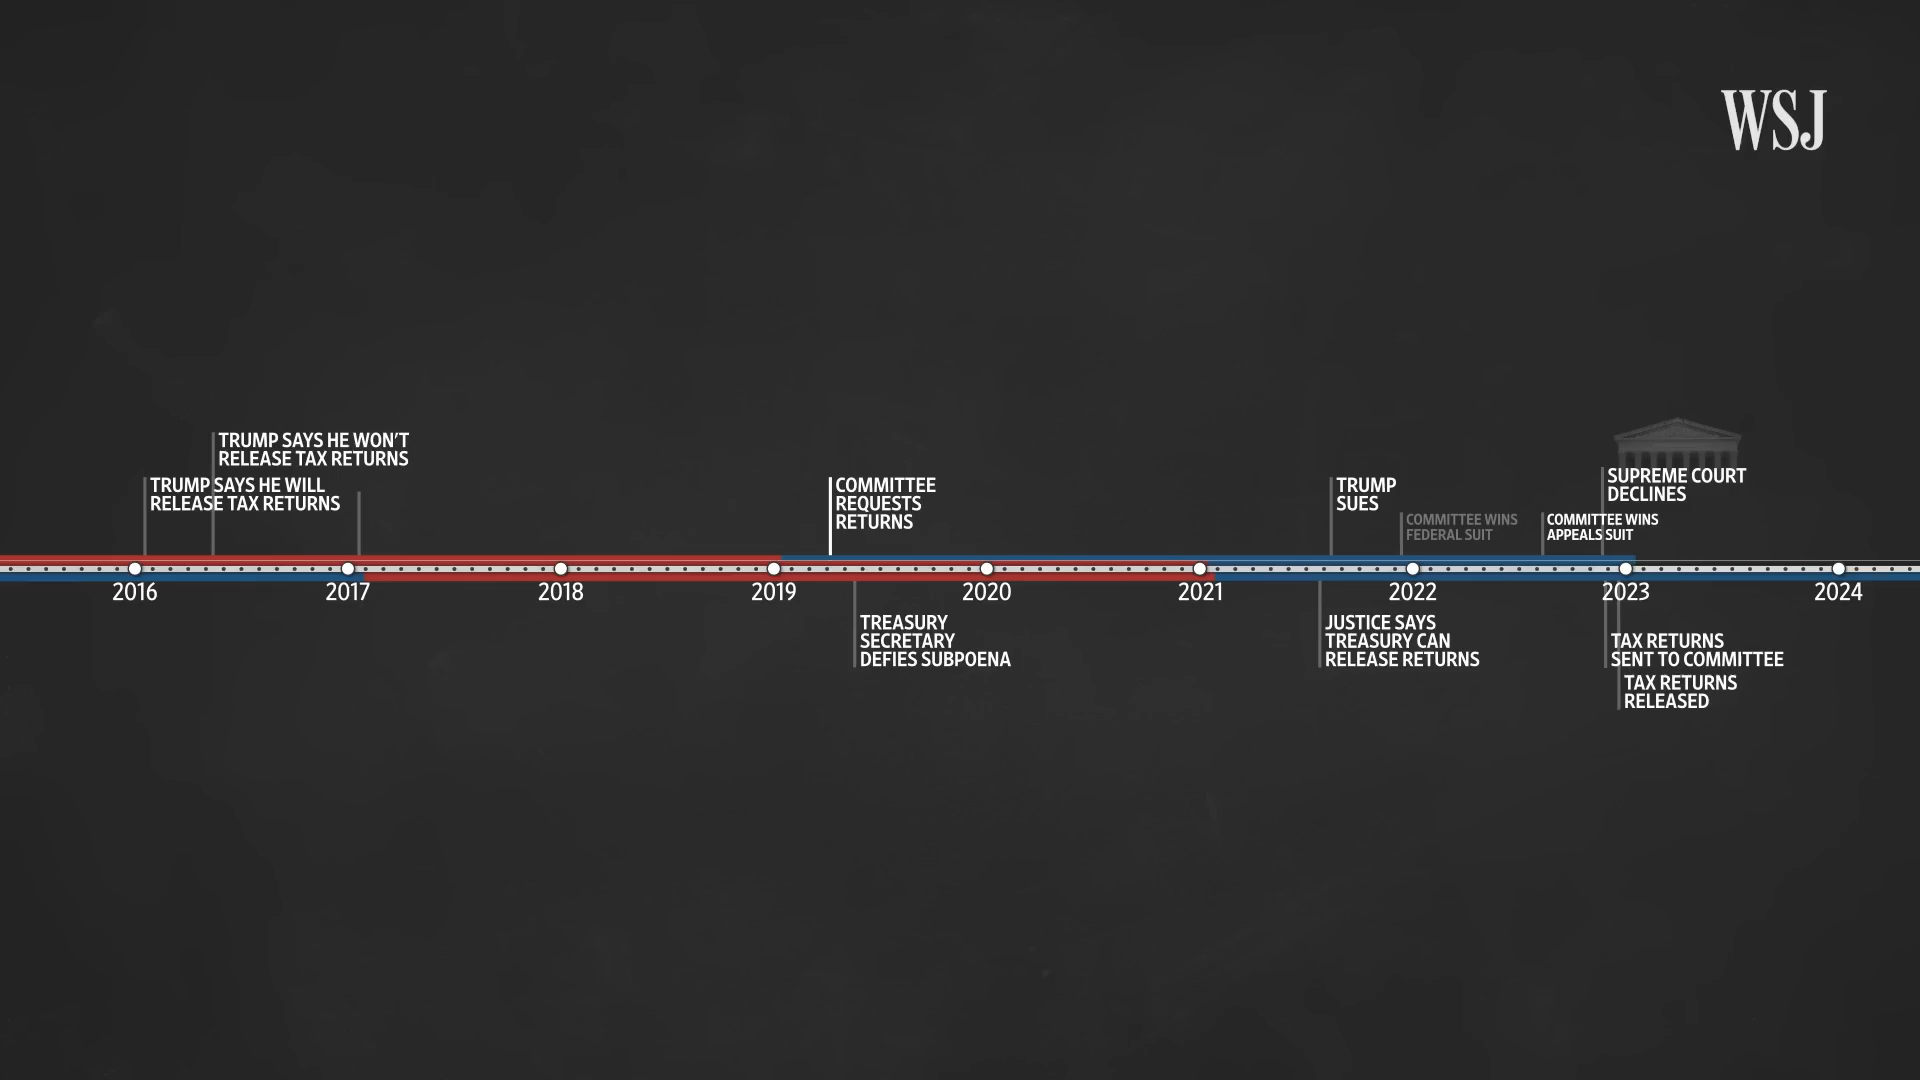 WSJ
TRUMP SAYS HE WON'T
RELEASE TAX RETURNS
TRUMP SAYS HE WILL
RELEASE TAX RETURNS
COMMITTEE
REQUESTS
RETURNS
TRUMP
SUES
COMMITTEE WINS
FEDERAL SUIT
COMMITTEE WINS
APPEALS SUIT
SUPREME COURT
DECLINES
2016 2017 2018 2019 2020 2021 2022 2023 2024
TREASURY
SECRETARY
DEFIES SUBPOENA
JUSTICE SAYS
TREASURY CAN
RELEASE RETURNS
TAX RETURNS
SENT TO COMMITTEE
TAX RETURNS
RELEASED